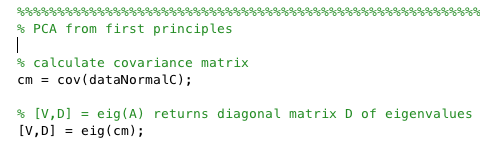 %%%%%%%%%%%%%%%%%%%%%%%%%%%%%%%%%%%%%%%%%%%%%%%%%%%%%%%%%%
% PCA from first principles
% calculate covariance matrix
cm = cov(dataNormalC);
% [V,D] = eig(A) returns diagonal matrix D of eigenvalues
[V,D] = eig(cm);